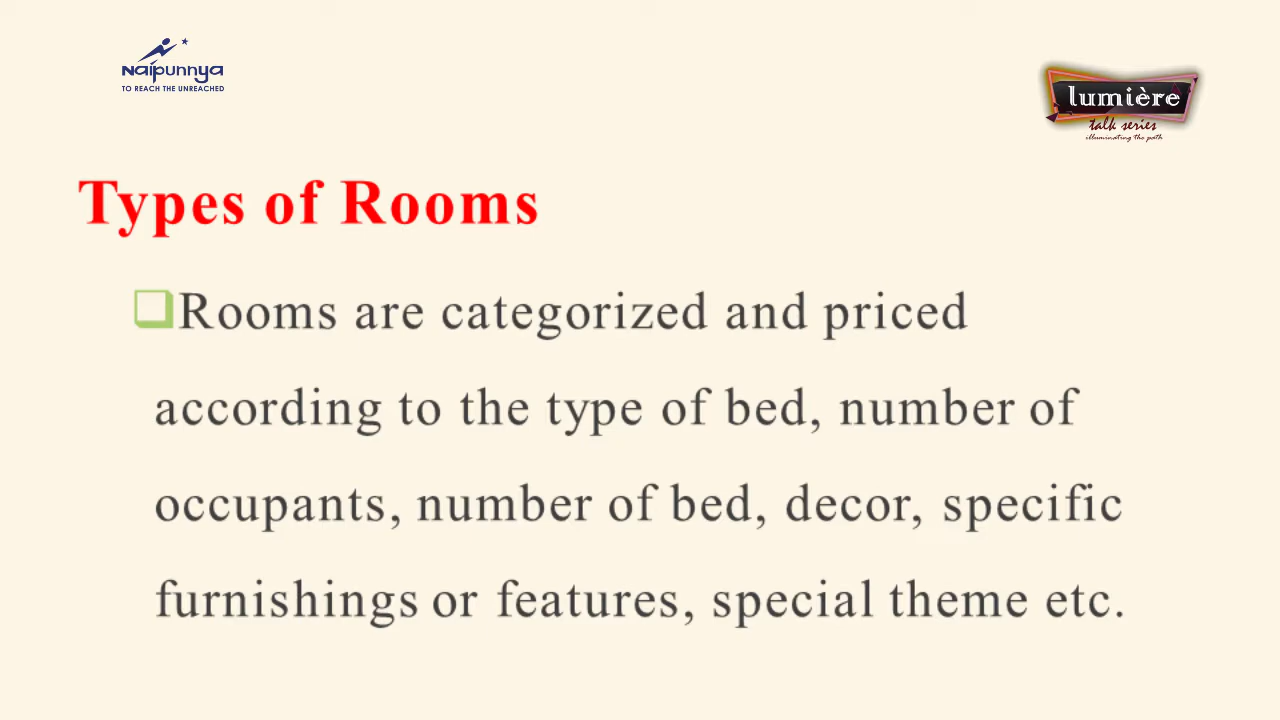 Naipunnya
TO REACH THE UNREACHED
lumière
talk series
illuminating the path
Types of Rooms
Rooms are categorized and priced
according to the type of bed, number of
occupants, number of bed, decor, specific
furnishings or features, special theme etc.